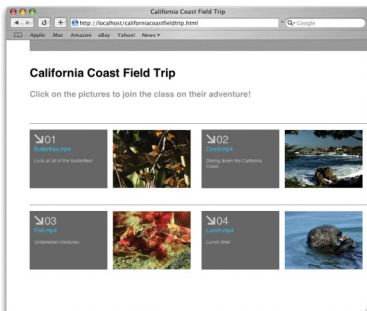 California Coast Field Trip
http://localhost/californiacoastfieldtrip.html
Google
Apple .Mac Amazon eBay Yahoo! News
California Coast Field Trip
Click on the pictures to join the class on their adventure!
01
Butterflies.mp4
Look at all of the butterflies!
02
Coast.mp4
Driving down the California
Coast.
03
Fish.mp4
Underwater creatures.
04
Lunch.mp4
Lunch time!